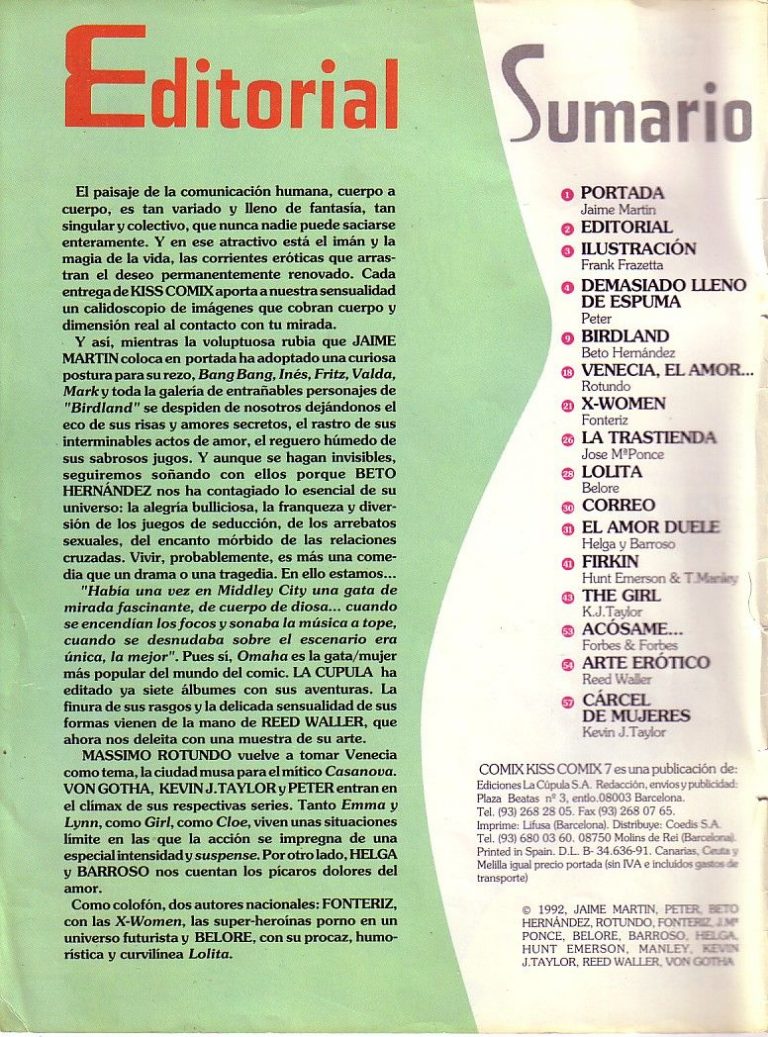 Editorial
El paisaje de la comunicación humana, cuerpo a
cuerpo, es tan variado y lleno de fantasía, tan
singular y colectivo, que nunca nadie puede saciarse
enteramente. Y en ese atractivo está el imán y la
magia de la vida, las corrientes eróticas que arras-
tran el deseo permanentemente renovado. Cada
entrega de KISS COMIX aporta a nuestra sensualidad
un calidoscopio de imágenes que cobran cuerpo y
dimensión real al contacto con tu mirada.
Y así, mientras la voluptuosa rubia que JAIME
MARTIN coloca en portada ha adoptado una curiosa
postura para su rezo, Bang Bang, Inés, Fritz, Valda,
Mark y toda la galería de entrañables personajes de
"Birdland" se despiden de nosotros dejándonos el
eco de sus risas y amores secretos, el rastro de sus
interminables actos de amor, el reguero húmedo de
sus sabrosos jugos. Y aunque se hagan invisibles,
seguiremos soñando con ellos porque BETO
HERNÁNDEZ nos ha contagiado lo esencial de su
universo: la alegría bulliciosa, la franqueza y diver-
sión de los juegos de seducción, de los arrebatos
sexuales, del encanto mórbido de las relaciones
cruzadas. Vivir, probablemente, es más una come-
dia que un drama o una tragedia. En ello estamos...
"Había una vez en Middley City una gata de
mirada fascinante, de cuerpo de diosa... cuando
se encendían los focos y sonaba la música a tope,
cuando se desnudaba sobre el escenario era
única, la mejor". Pues sí, Omaha es la gata/mujer
más popular del mundo del comic. LA CUPULA ha
editado ya siete álbumes con sus aventuras. La
finura de sus rasgos y la delicada sensualidad de sus
formas vienen de la mano de REED WALLER, que
ahora nos deleita con una muestra de su arte.
MASSIMO ROTUNDO vuelve a tomar Venecia
como tema, la ciudad musa para el mítico Casanova.
VON GOTHA, KEVIN J.TAYLOR y PETER entran en
el clímax de sus respectivas series. Tanto Emma y
Lynn, como Girl, como Cloe, viven unas situaciones
límite en las que la acción se impregna de una
especial intensidad y suspense. Por otro lado, HELGA
y BARROSO nos cuentan los pícaros dolores del
amor.
Como colofón, dos autores nacionales: FONTERIZ,
con las X-Women, las super-heroínas porno en un
universo futurista y BELORE, con su procaz, humo-
rística y curvilínea Lolita.
Sumario
1 PORTADA
Jaime Martin
2 EDITORIAL
3 ILUSTRACIÓN
Frank Frazetta
4 DEMASIADO LLENO
DE ESPUMA
Peter
9 BIRDLAND
Beto Hernández
18 VENECIA, EL AMOR...
Rotundo
21 X-WOMEN
Fonteriz
26 LA TRASTIENDA
Jose MªPonce
28 LOLITA
Belore
30 CORREO
31 EL AMOR DUELE
Helga y Barroso
41 FIRKIN
Hunt Emerson & T.Manley
43 THE GIRL
K.J.Taylor
53 ACÓSAME...
Forbes & Forbes
54 ARTE ERÓTICO
Reed Waller
57 CÁRCEL
DE MUJERES
Kevin J.Taylor
COMIX KISS COMIX 7 es una publicación de:
Ediciones La Cúpula S.A. Redacción, envios y publicidad:
Plaza Beatas nº 3, entlo.08003 Barcelona.
Tel. (93) 268 28 05. Fax (93) 268 07 65.
Imprime: Lifusa (Barcelona). Distribuye: Coedis S.A.
Tel. (93) 680 03 60. 08750 Molins de Rei (Barcelona).
Printed in Spain. D.L. B- 34.636-91. Canarias, Ceuta y
Melilla igual precio portada (sin IVA e incluidos gastos de
transporte)
© 1992, JAIME MARTIN, PETER, BETO
HERNÁNDEZ, ROTUNDO, FONTERIZ, J.Mª
PONCE, BELORE, BARROSO, HELGA,
HUNT EMERSON, MANLEY, KEVIN
J.TAYLOR, REED WALLER, VON GOTHA